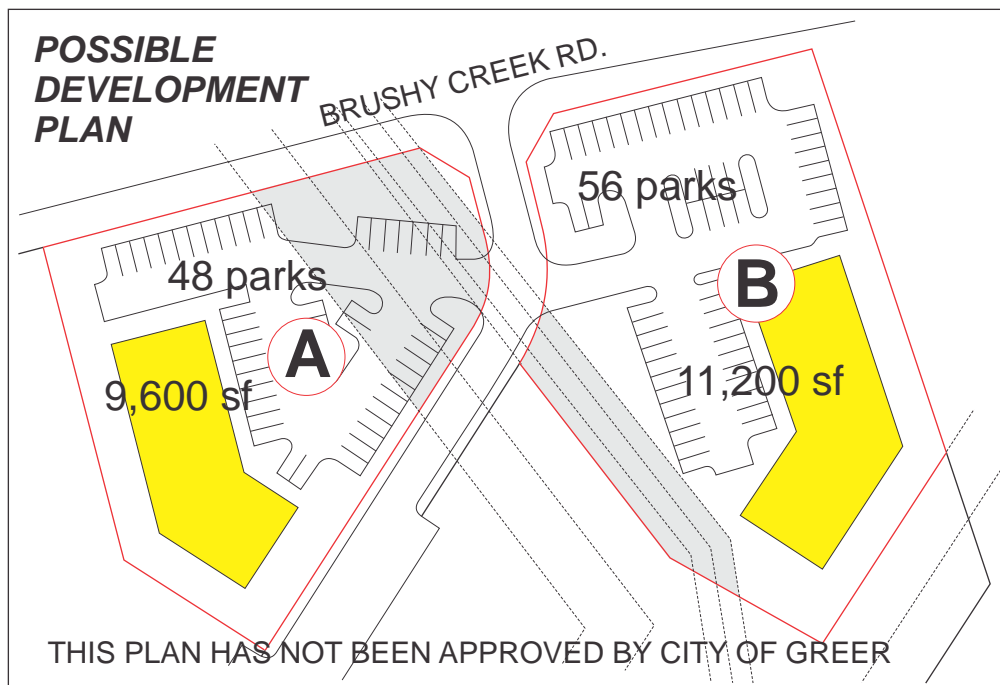 POSSIBLE
DEVELOPMENT
PLAN
BRUSHY CREEK RD.
56 parks
48 parks
B
A
9,600 sf
11,200 sf
THIS PLAN HAS NOT BEEN APPROVED BY CITY OF GREER